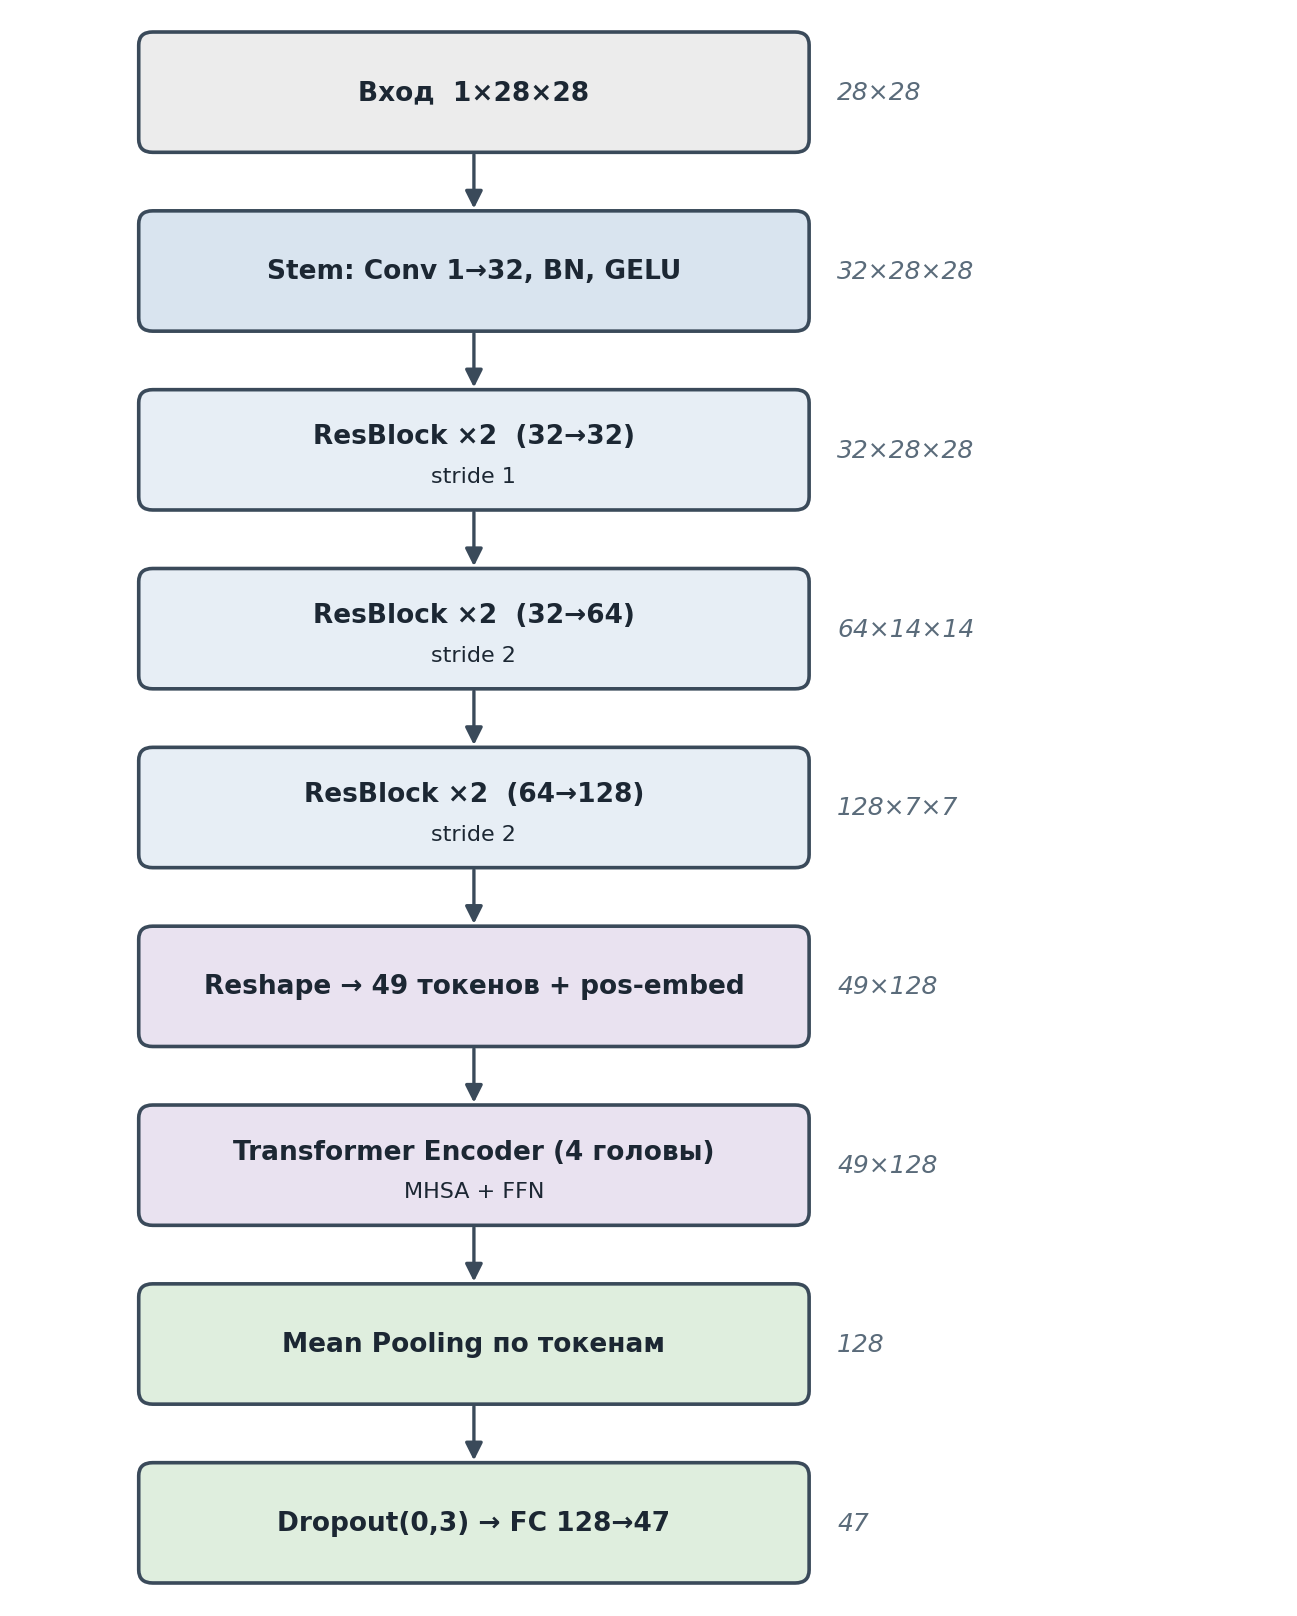 Вход  1×28×28
28×28
Stem: Conv 1→32, BN, GELU
32×28×28
ResBlock ×2  (32→32)
stride 1
32×28×28
ResBlock ×2  (32→64)
stride 2
64×14×14
ResBlock ×2  (64→128)
stride 2
128×7×7
Reshape → 49 токенов + pos-embed
49×128
Transformer Encoder (4 головы)
MHSA + FFN
49×128
Mean Pooling по токенам
128
Dropout(0,3) → FC 128→47
47